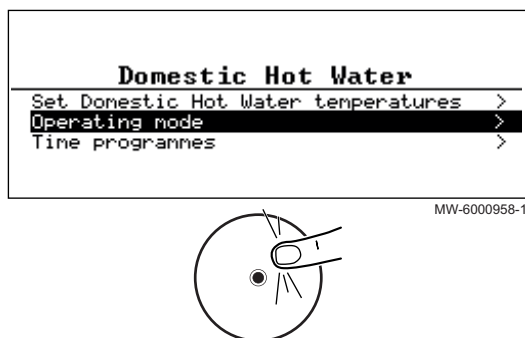 Domestic Hot Water
Set Domestic Hot Water temperatures >
Operating mode >
Time programmes >
MW-6000958-1